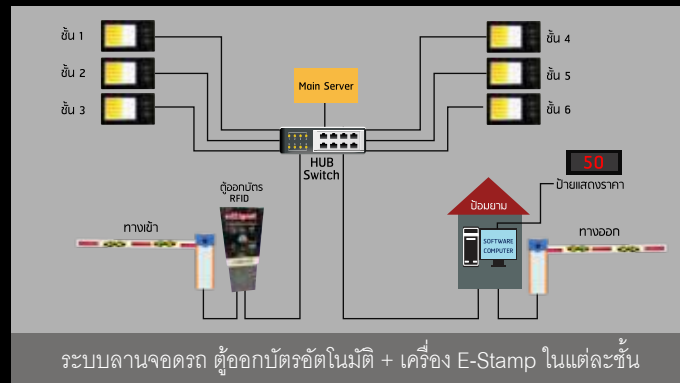 ชั้น 1
ชั้น 2
ชั้น 3
ชั้น 4
ชั้น 5
ชั้น 6
Main Server
HUB
Switch
ตู้ออกบัตร
RFID
ทางเข้า
50
ป้ายแสดงราคา
ป้อมยาม
SOFTWARE
COMPUTER
ทางออก
ระบบลานจอดรถ ตู้ออกบัตรอัตโนมัติ + เครื่อง E-Stamp ในแต่ละชั้น